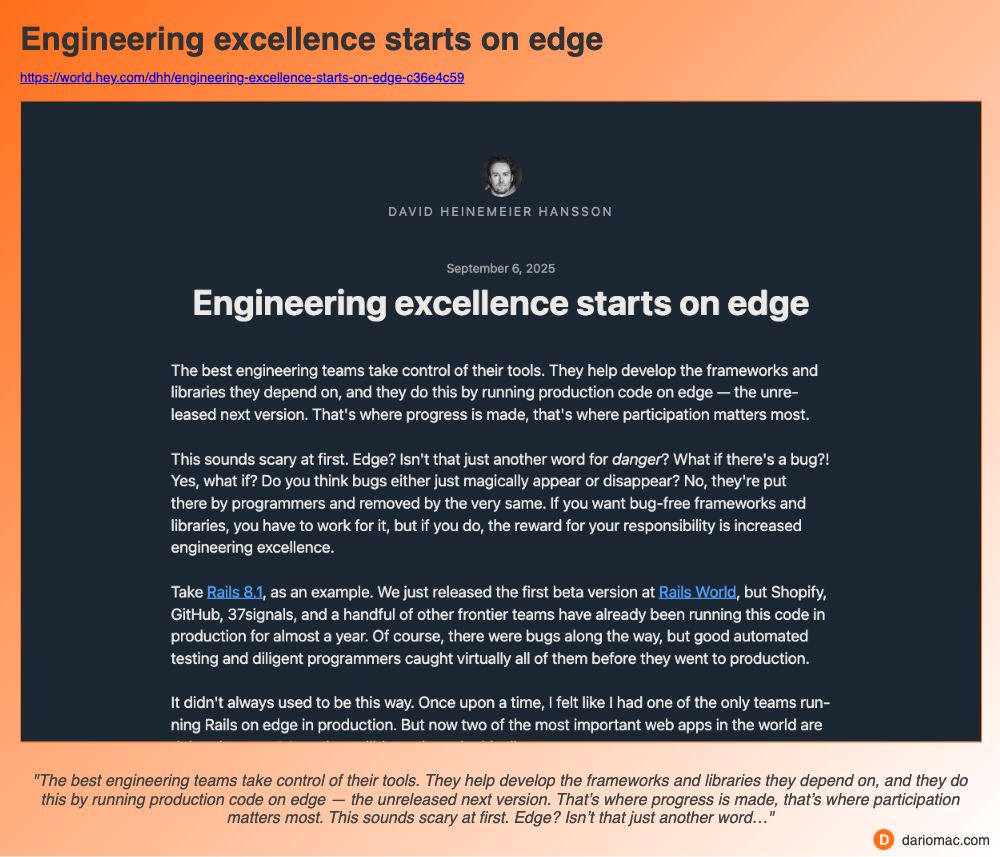 Engineering excellence starts on edge
https://world.hey.com/dhh/engineering-excellence-starts-on-edge-c36e4c59
DAVID HEINEMEIER HANSSON
September 6, 2025
Engineering excellence starts on edge
The best engineering teams take control of their tools. They help develop the frameworks and
libraries they depend on, and they do this by running production code on edge — the unre-
leased next version. That's where progress is made, that's where participation matters most.
This sounds scary at first. Edge? Isn't that just another word for danger? What if there's a bug?!
Yes, what if? Do you think bugs either just magically appear or disappear? No, they're put
there by programmers and removed by the very same. If you want bug-free frameworks and
libraries, you have to work for it, but if you do, the reward for your responsibility is increased
engineering excellence.
Take Rails 8.1, as an example. We just released the first beta version at Rails World, but Shopify,
GitHub, 37signals, and a handful of other frontier teams have already been running this code in
production for almost a year. Of course, there were bugs along the way, but good automated
testing and diligent programmers caught virtually all of them before they went to production.
It didn't always used to be this way. Once upon a time, I felt like I had one of the only teams run-
ning Rails on edge in production. But now two of the most important web apps in the world are
"The best engineering teams take control of their tools. They help develop the frameworks and libraries they depend on, and they do
this by running production code on edge — the unreleased next version. That’s where progress is made, that’s where participation
matters most. This sounds scary at first. Edge? Isn’t that just another word…"
D dariomac.com